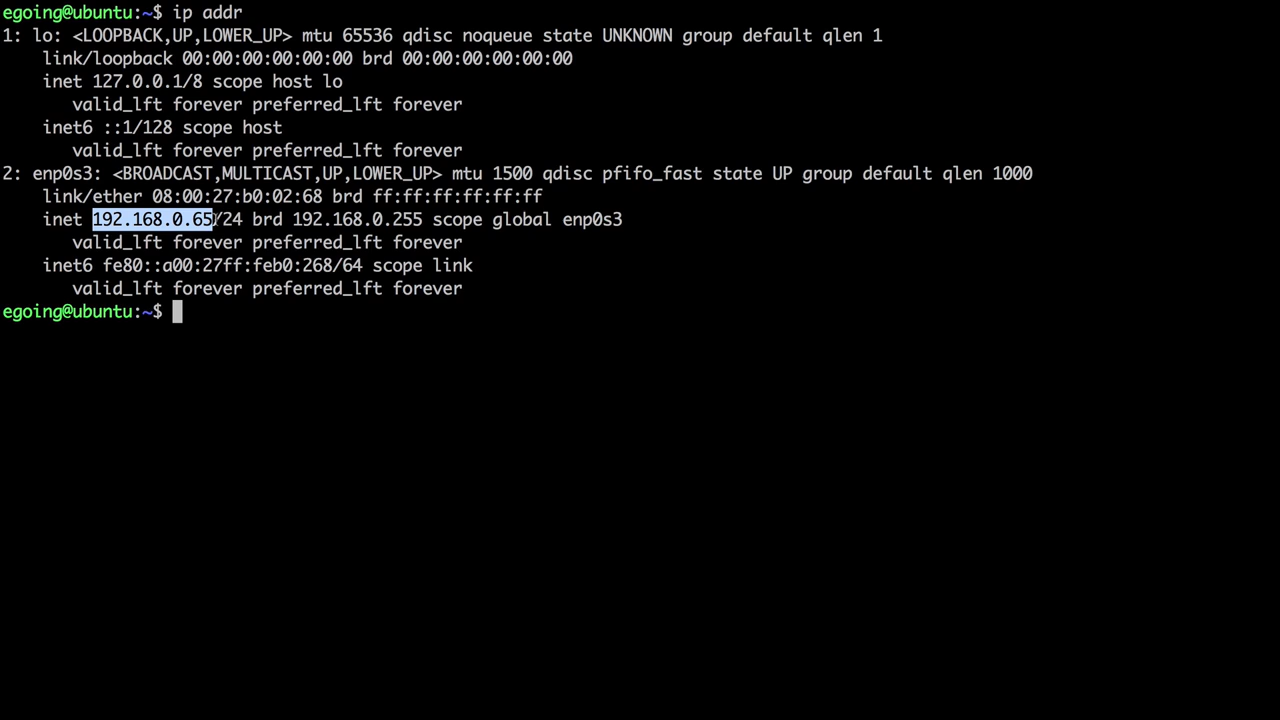 egoing@ubuntu:~$ ip addr
1: lo: <LOOPBACK,UP,LOWER_UP> mtu 65536 qdisc noqueue state UNKNOWN group default qlen 1
link/loopback 00:00:00:00:00:00 brd 00:00:00:00:00:00
inet 127.0.0.1/8 scope host lo
valid_lft forever preferred_lft forever
inet6 ::1/128 scope host
valid_lft forever preferred_lft forever
2: enp0s3: <BROADCAST,MULTICAST,UP,LOWER_UP> mtu 1500 qdisc pfifo_fast state UP group default qlen 1000
link/ether 08:00:27:b0:02:68 brd ff:ff:ff:ff:ff:ff
inet 192.168.0.65/24 brd 192.168.0.255 scope global enp0s3
valid_lft forever preferred_lft forever
inet6 fe80::a00:27ff:feb0:268/64 scope link
valid_lft forever preferred_lft forever
egoing@ubuntu:~$